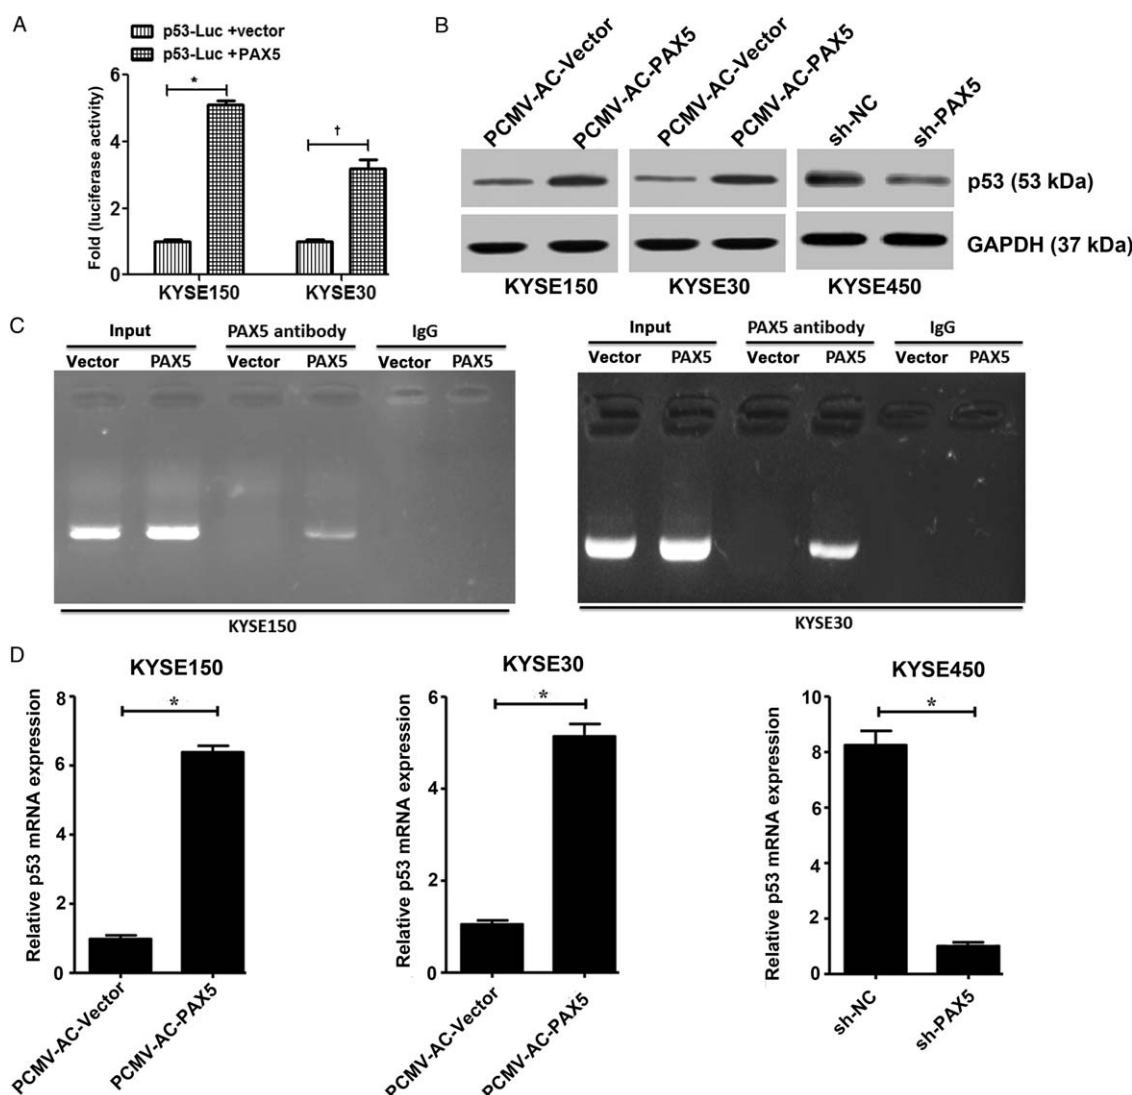 A
p53-Luc +vector
p53-Luc +PAX5
Fold (luciferase activity)
6
4
2
0
*
†
KYSE150
KYSE30
B
PCMV-AC-Vector
PCMV-AC-PAX5
PCMV-AC-Vector
PCMV-AC-PAX5
sh-NC
sh-PAX5
p53 (53 kDa)
GAPDH (37 kDa)
KYSE150
KYSE30
KYSE450
C
Input
PAX5 antibody
IgG
Vector
PAX5
Vector
PAX5
Vector
PAX5
KYSE150
Input
PAX5 antibody
IgG
Vector
PAX5
Vector
PAX5
Vector
PAX5
KYSE30
D
KYSE150
Relative p53 mRNA expression
8
6
4
2
0
*
PCMV-AC-Vector
PCMV-AC-PAX5
KYSE30
Relative p53 mRNA expression
6
4
2
0
*
PCMV-AC-Vector
PCMV-AC-PAX5
KYSE450
Relative p53 mRNA expression
10
8
6
4
2
0
*
sh-NC
sh-PAX5